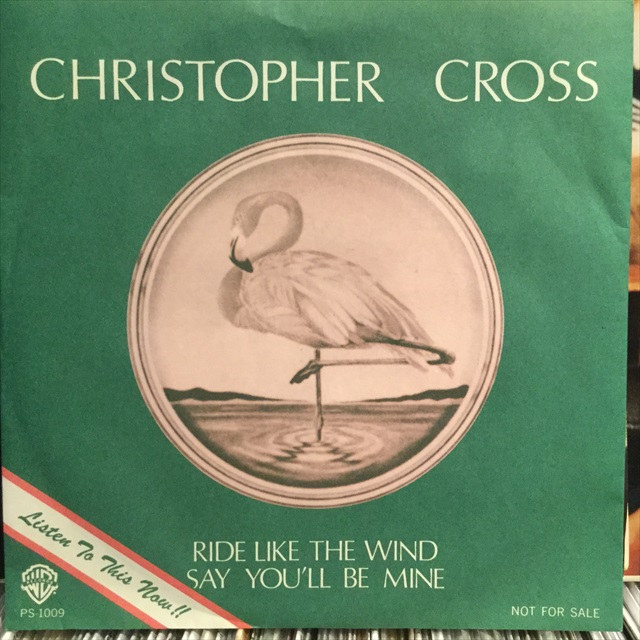 CHRISTOPHER CROSS
RIDE LIKE THE WIND
SAY YOU'LL BE MINE
Listen To This Now!!
PS-1009
NOT FOR SALE